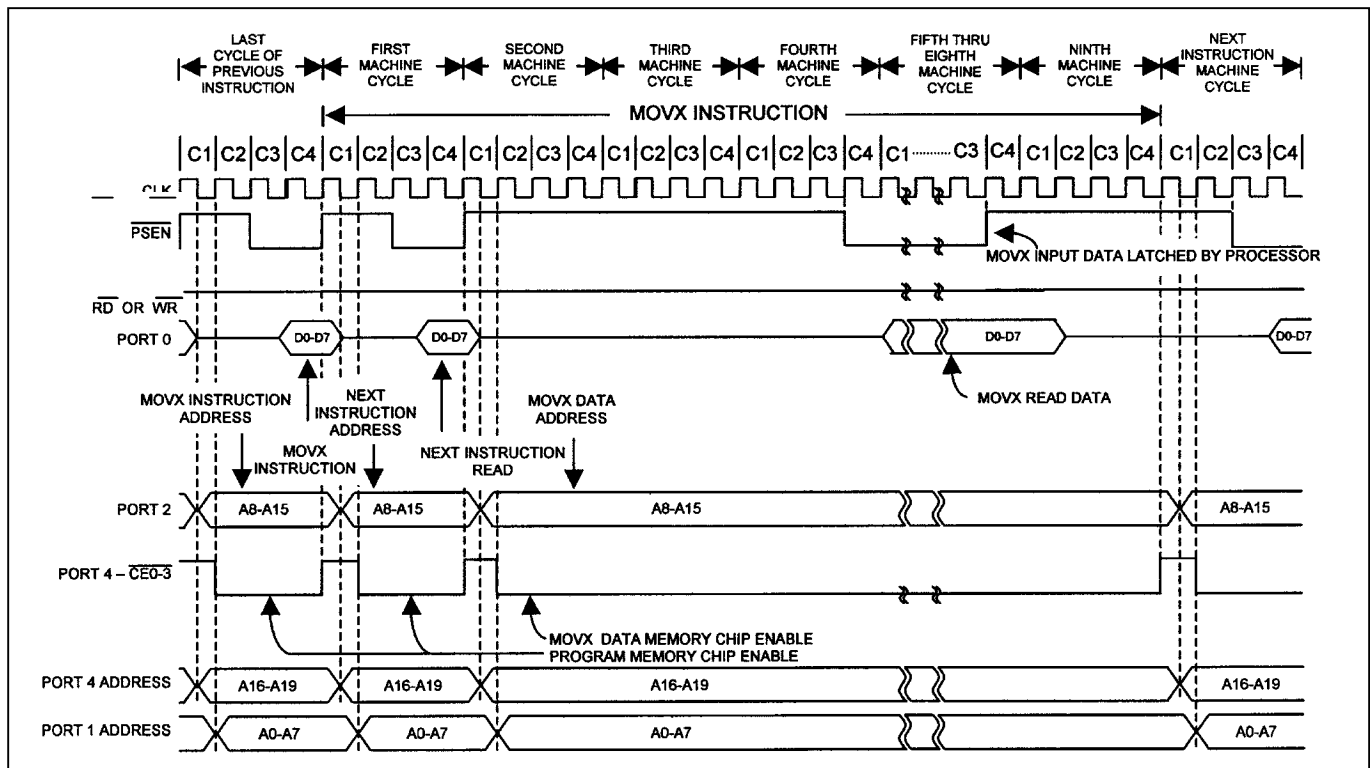 LAST CYCLE OF PREVIOUS INSTRUCTION
FIRST MACHINE CYCLE
SECOND MACHINE CYCLE
THIRD MACHINE CYCLE
FOURTH MACHINE CYCLE
FIFTH THRU EIGHTH MACHINE CYCLE
NINTH MACHINE CYCLE
NEXT INSTRUCTION MACHINE CYCLE
MOVX INSTRUCTION
C1 C2 C3 C4 C1 C2 C3 C4 C1 C2 C3 C4 C1 C2 C3 C4 C1 C2 C3 C4 C1 ........ C3 C4 C1 C2 C3 C4 C1 C2 C3 C4
CLK
PSEN
MOVX INPUT DATA LATCHED BY PROCESSOR
RD OR WR
PORT 0
D0-D7 D0-D7 D0-D7 D0-D7
MOVX READ DATA
MOVX INSTRUCTION ADDRESS
NEXT INSTRUCTION ADDRESS
MOVX DATA ADDRESS
MOVX INSTRUCTION
NEXT INSTRUCTION READ
PORT 2 A8-A15 A8-A15 A8-A15 A8-A15
PORT 4 – CE0-3
MOVX DATA MEMORY CHIP ENABLE
PROGRAM MEMORY CHIP ENABLE
PORT 4 ADDRESS A16-A19 A16-A19 A16-A19 A16-A19
PORT 1 ADDRESS A0-A7 A0-A7 A0-A7 A0-A7